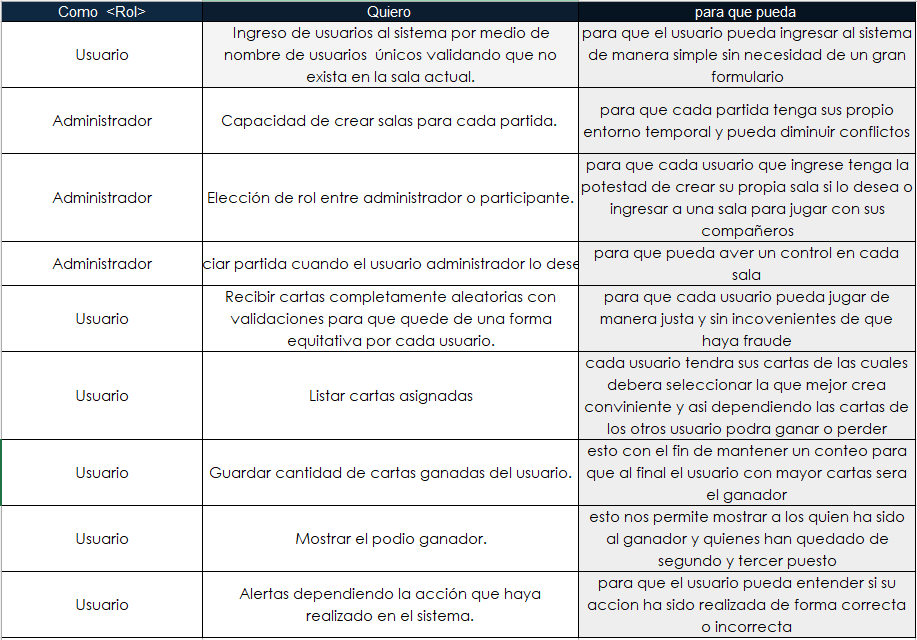 Como <Rol>
Quiero
para que pueda
Usuario
Ingreso de usuarios al sistema por medio de
nombre de usuarios únicos validando que no
exista en la sala actual.
para que el usuario pueda ingresar al sistema
de manera simple sin necesidad de un gran
formulario
Administrador
Capacidad de crear salas para cada partida.
para que cada partida tenga sus propio
entorno temporal y pueda diminuir conflictos
Administrador
Elección de rol entre administrador o participante.
para que cada usuario que ingrese tenga la
potestad de crear su propia sala si lo desea o
ingresar a una sala para jugar con sus
compañeros
Administrador
ciar partida cuando el usuario administrador lo dese
para que pueda aver un control en cada
sala
Usuario
Recibir cartas completamente aleatorias con
validaciones para que quede de una forma
equitativa por cada usuario.
para que cada usuario pueda jugar de
manera justa y sin incovenientes de que
haya fraude
Usuario
Listar cartas asignadas
cada usuario tendra sus cartas de las cuales
debera seleccionar la que mejor crea
conviniente y asi dependiendo las cartas de
los otros usuario podra ganar o perder
Usuario
Guardar cantidad de cartas ganadas del usuario.
esto con el fin de mantener un conteo para
que al final el usuario con mayor cartas sera
el ganador
Usuario
Mostrar el podio ganador.
esto nos permite mostrar a los quien ha sido
al ganador y quienes han quedado de
segundo y tercer puesto
Usuario
Alertas dependiendo la acción que haya
realizado en el sistema.
para que el usuario pueda entender si su
accion ha sido realizada de forma correcta
o incorrecta